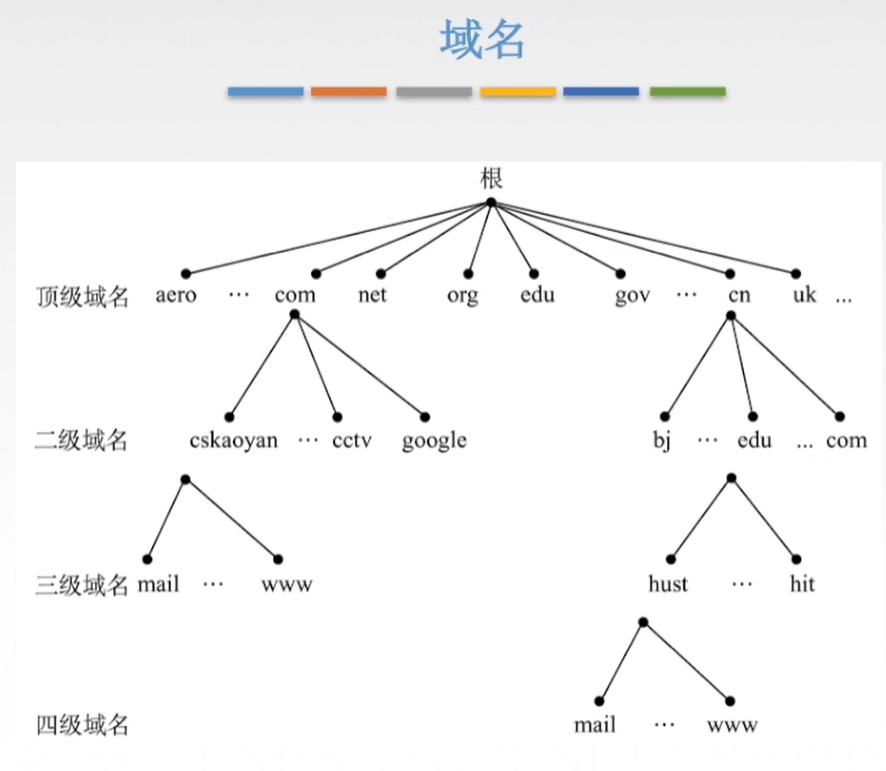 域名
根
顶级域名 aero … com net org edu gov … cn uk ...
二级域名 cskaoyan … cctv google bj … edu ... com
三级域名 mail … www hust … hit
四级域名 mail … www